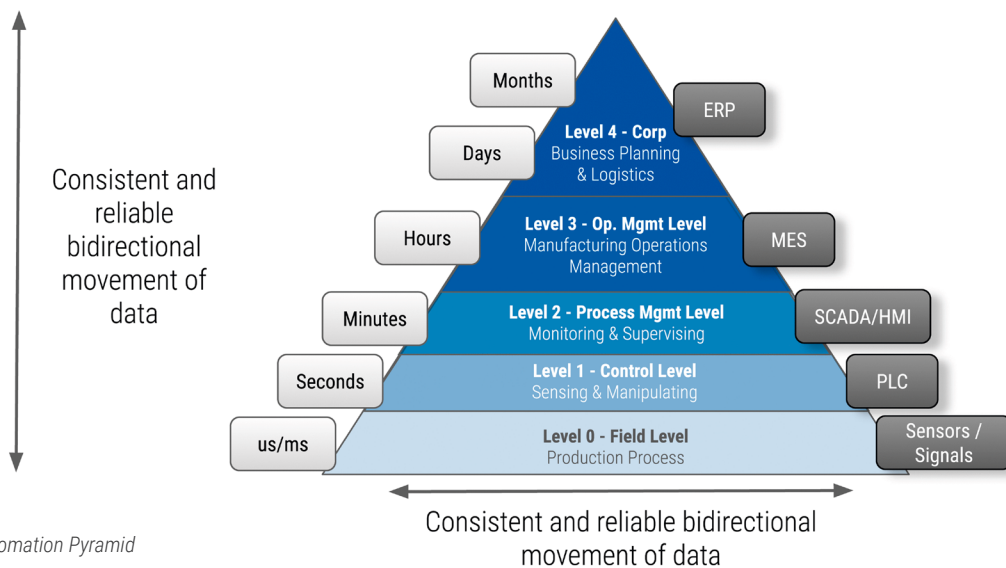 Months
ERP
Level 4 - Corp
Business Planning
& Logistics
Days
Consistent and
reliable
bidirectional
movement of
data
Level 3 - Op. Mgmt Level
Manufacturing Operations
Management
Hours
MES
Level 2 - Process Mgmt Level
Monitoring & Supervising
Minutes
SCADA/HMI
Level 1 - Control Level
Sensing & Manipulating
Seconds
PLC
Level 0 - Field Level
Production Process
us/ms
Sensors /
Signals
Consistent and reliable bidirectional
movement of data
omation Pyramid